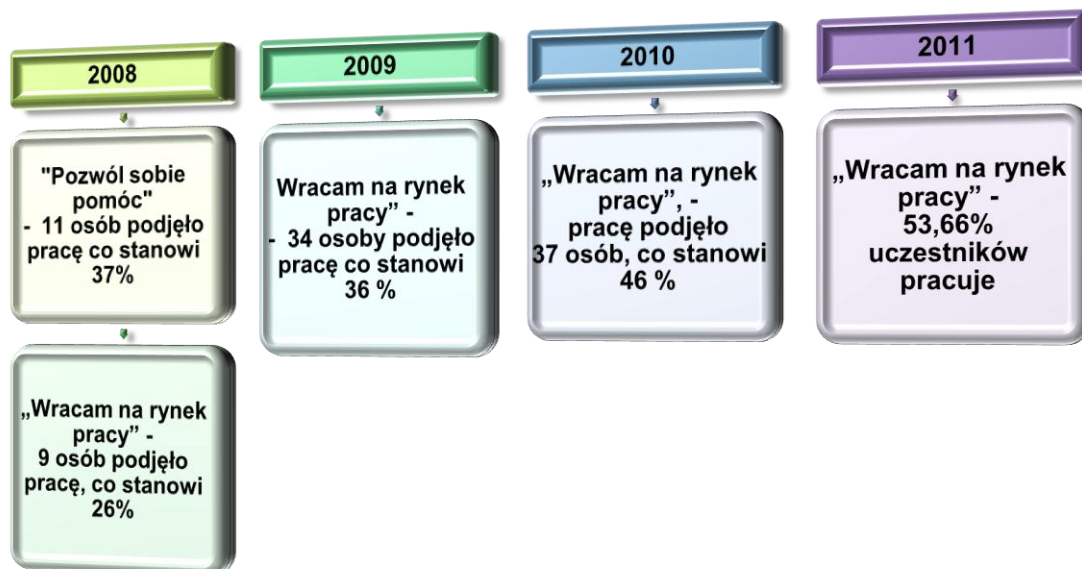 2008
"Pozwól sobie
pomóc"
- 11 osób podjęło
pracę co stanowi
37%
„Wracam na rynek
pracy” -
9 osób podjęło
pracę, co stanowi
26%
2009
Wracam na rynek
pracy” -
- 34 osoby podjęło
pracę co stanowi
36 %
2010
„Wracam na rynek
pracy”, -
pracę podjęło
37 osób, co stanowi
46 %
2011
„Wracam na rynek
pracy” -
53,66%
uczestników
pracuje